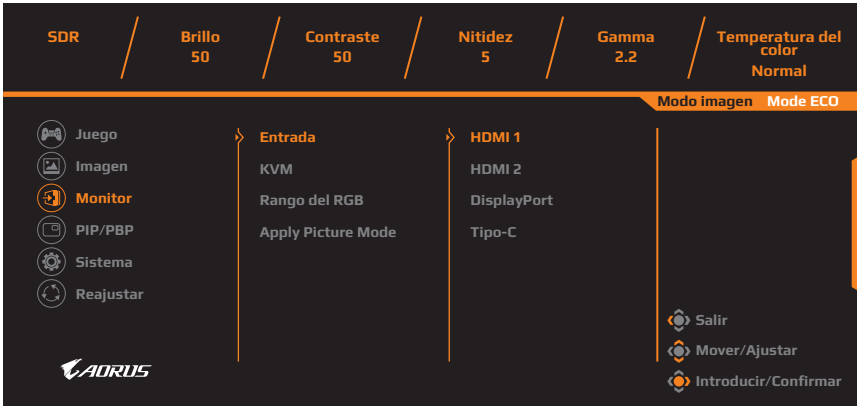 SDR
Brillo
50
Contraste
50
Nitidez
5
Gamma
2.2
Temperatura del
color
Normal
Modo imagen Mode ECO
Juego
Imagen
Monitor
PIP/PBP
Sistema
Reajustar
Entrada
KVM
Rango del RGB
Apply Picture Mode
HDMI 1
HDMI 2
DisplayPort
Tipo-C
Salir
Mover/Ajustar
Introducir/Confirmar
AORUS